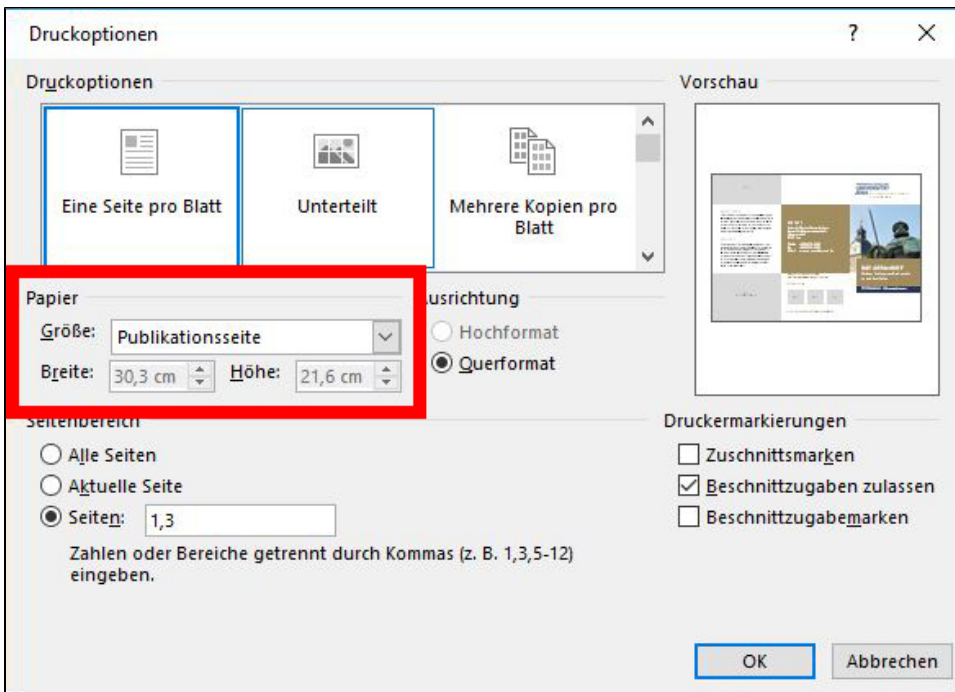 Druckoptionen
Druckoptionen
Vorschau
Eine Seite pro Blatt
Unterteilt
Mehrere Kopien pro
Blatt
Papier
Größe: Publikationsseite
Breite: 30,3 cm Höhe: 21,6 cm
Ausrichtung
Hochformat
Querformat
Seitenbereich
Alle Seiten
Aktuelle Seite
Seiten: 1,3
Zahlen oder Bereiche getrennt durch Kommas (z. B. 1,3,5-12)
eingeben.
Druckermarkierungen
Zuschnittsmarken
Beschnittzugaben zulassen
Beschnittzugabemarken
OK
Abbrechen